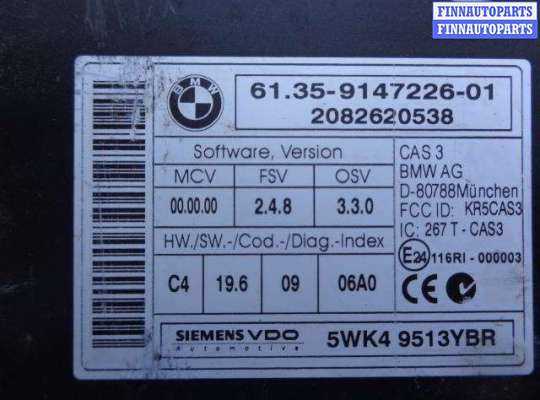 FINNAUTOPARTS
FINNAUTOPARTS
BMW
61.35-9147226-01
2082620538
Software, Version
MCV FSV OSV
00.00.00 2.4.8 3.3.0
HW./SW.-/Cod.-/Diag.-Index
C4 19.6 09 06A0
CAS 3
BMW AG
D-80788München
FCC ID: KR5CAS3
IC: 267 T - CAS3
E24 116RI - 000003
CE
SIEMENS VDO
Automotive
5WK4 9513YBR